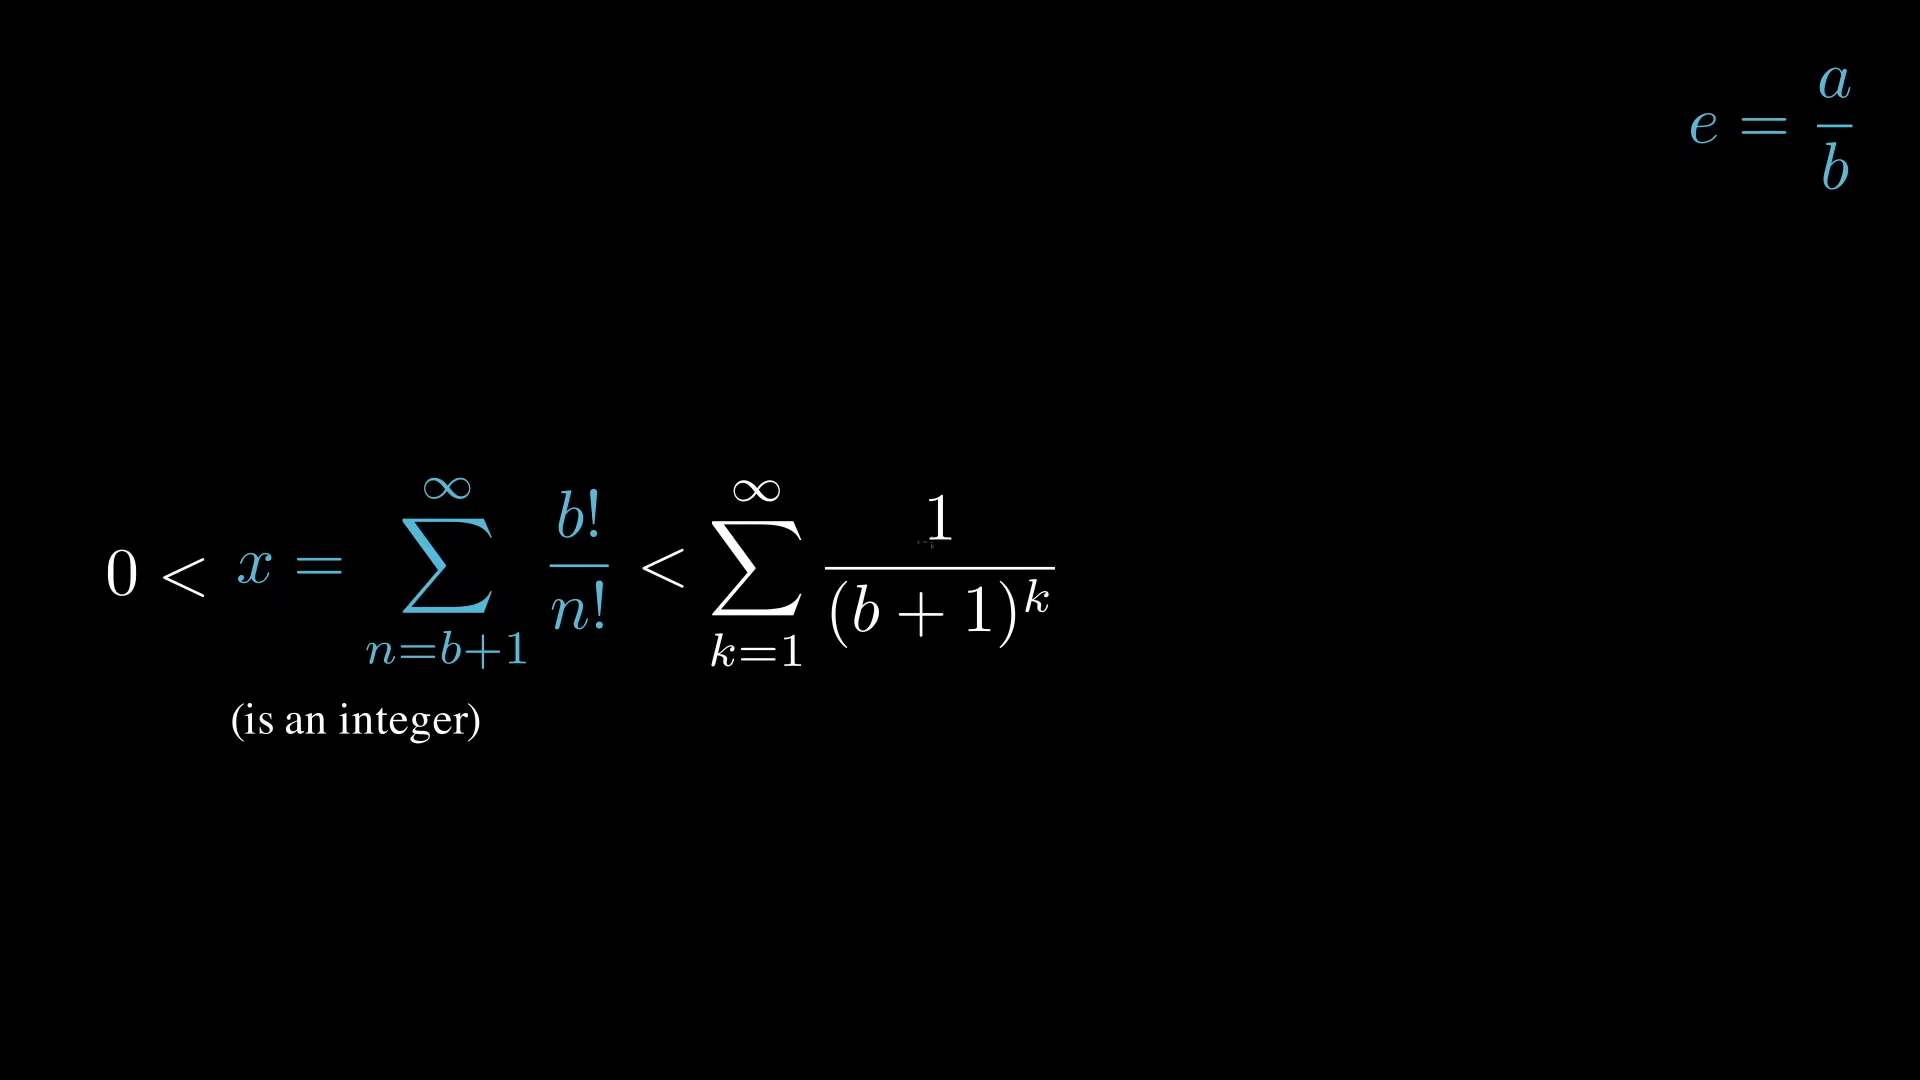 e = a/b
0 < x = ∑_{n=b+1}^{∞} b!/n! < ∑_{k=1}^{∞} 1/(b+1)^k
(is an integer)